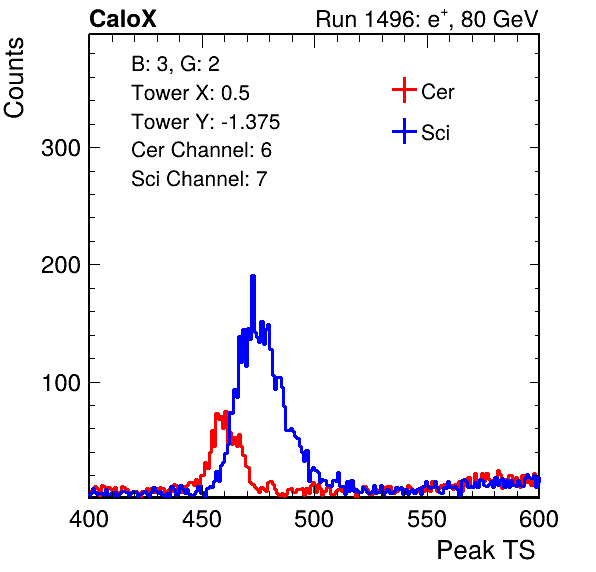 CaloX
Run 1496: e+, 80 GeV
Counts
B: 3, G: 2
Tower X: 0.5
Tower Y: -1.375
Cer Channel: 6
Sci Channel: 7
Cer
Sci
300
200
100
400 450 500 550 600
Peak TS